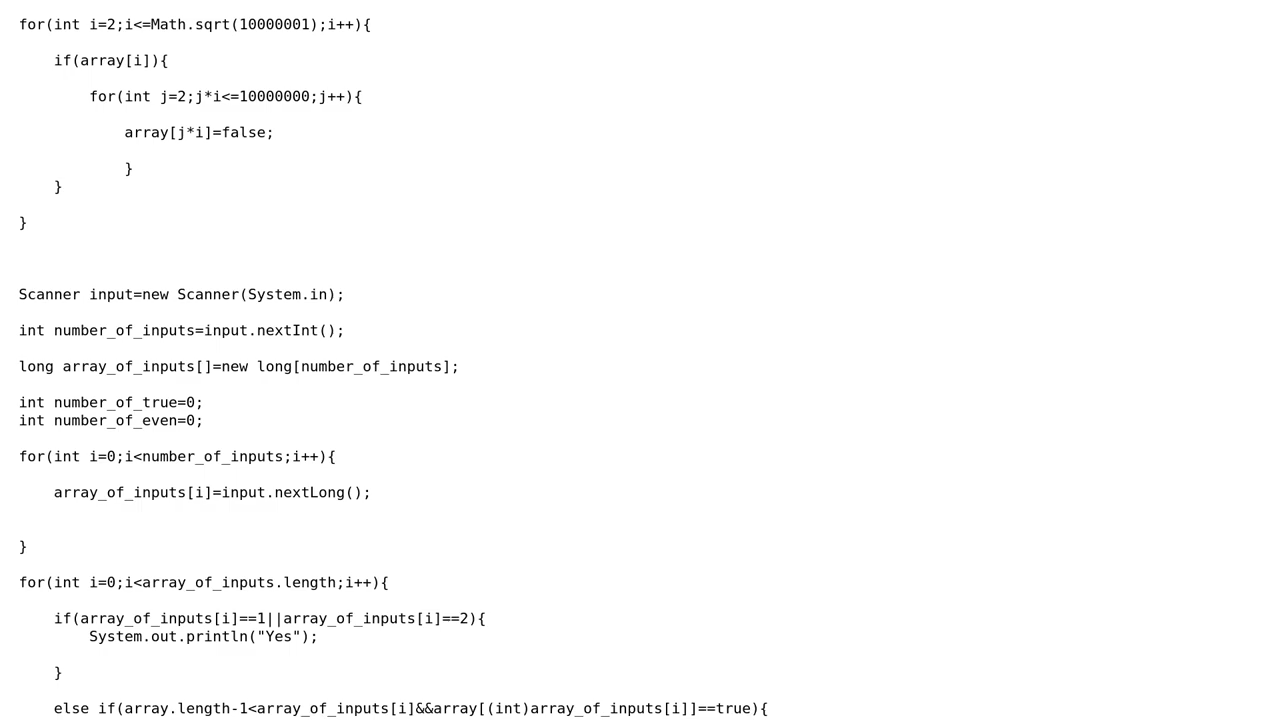 for(int i=2;i<=Math.sqrt(10000001);i++){
if(array[i]){
for(int j=2;j*i<=10000000;j++){
array[j*i]=false;
}
}
}
Scanner input=new Scanner(System.in);
int number_of_inputs=input.nextInt();
long array_of_inputs[]=new long[number_of_inputs];
int number_of_true=0;
int number_of_even=0;
for(int i=0;i<number_of_inputs;i++){
array_of_inputs[i]=input.nextLong();
}
for(int i=0;i<array_of_inputs.length;i++){
if(array_of_inputs[i]==1||array_of_inputs[i]==2){
System.out.println("Yes");
}
else if(array.length-1<array_of_inputs[i]&&array[(int)array_of_inputs[i]]==true){